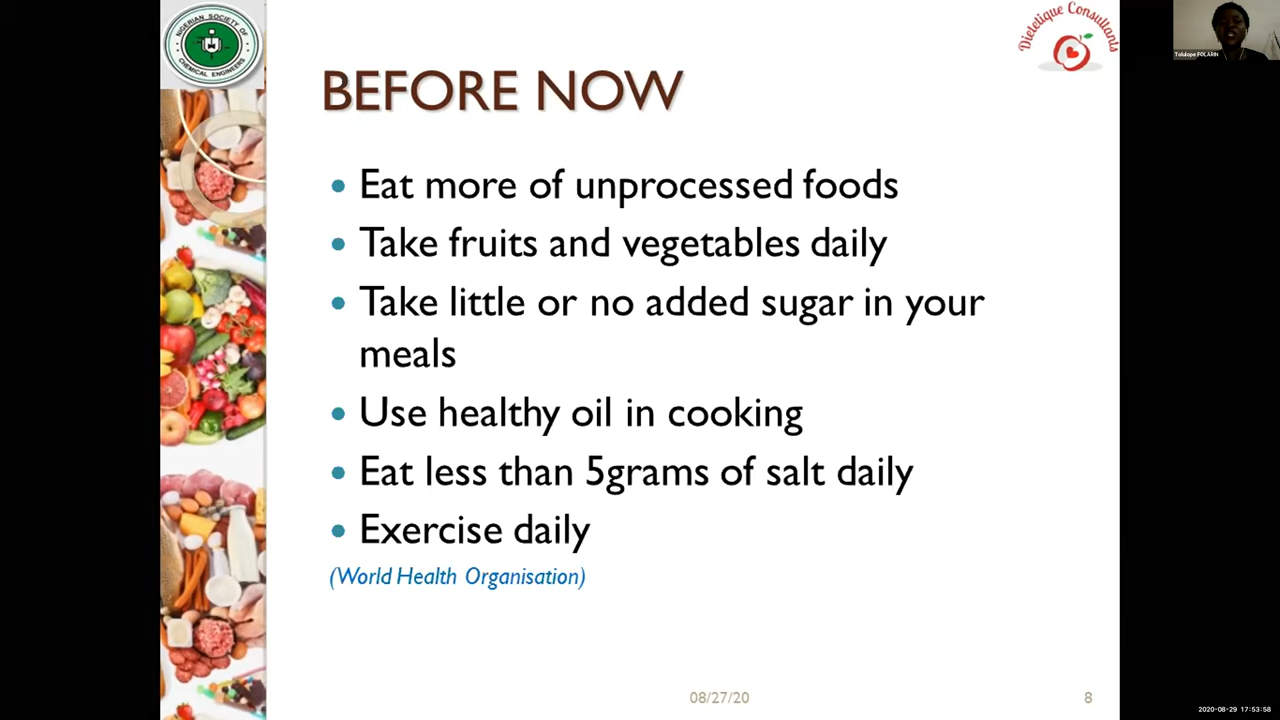 NIGERIAN SOCIETY OF
CHEMICAL ENGINEERS
Dietetique Consultants
Tolulope FOLARIN
BEFORE NOW
• Eat more of unprocessed foods
• Take fruits and vegetables daily
• Take little or no added sugar in your
meals
• Use healthy oil in cooking
• Eat less than 5grams of salt daily
• Exercise daily
(World Health Organisation)
08/27/20
8
2020-08-29 17:53:58